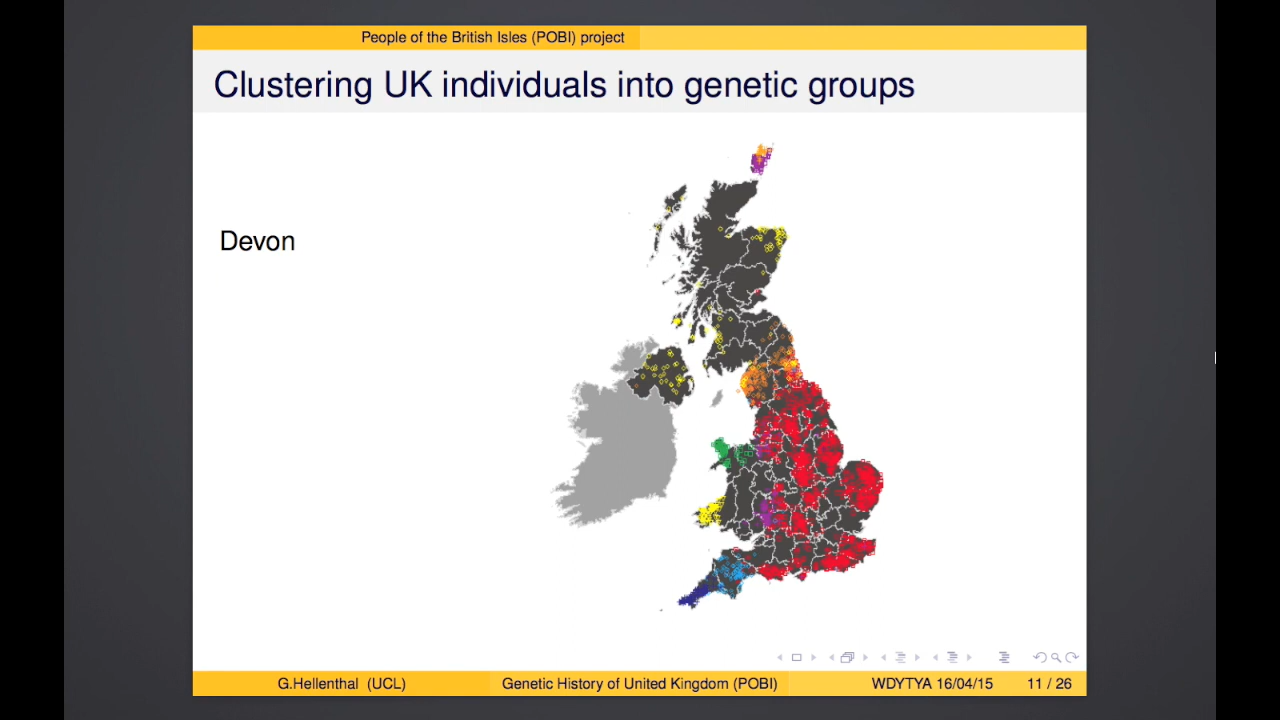 People of the British Isles (POBI) project
Clustering UK individuals into genetic groups
Devon
G.Hellenthal (UCL)
Genetic History of United Kingdom (POBI)
WDYTYA 16/04/15
11 / 26